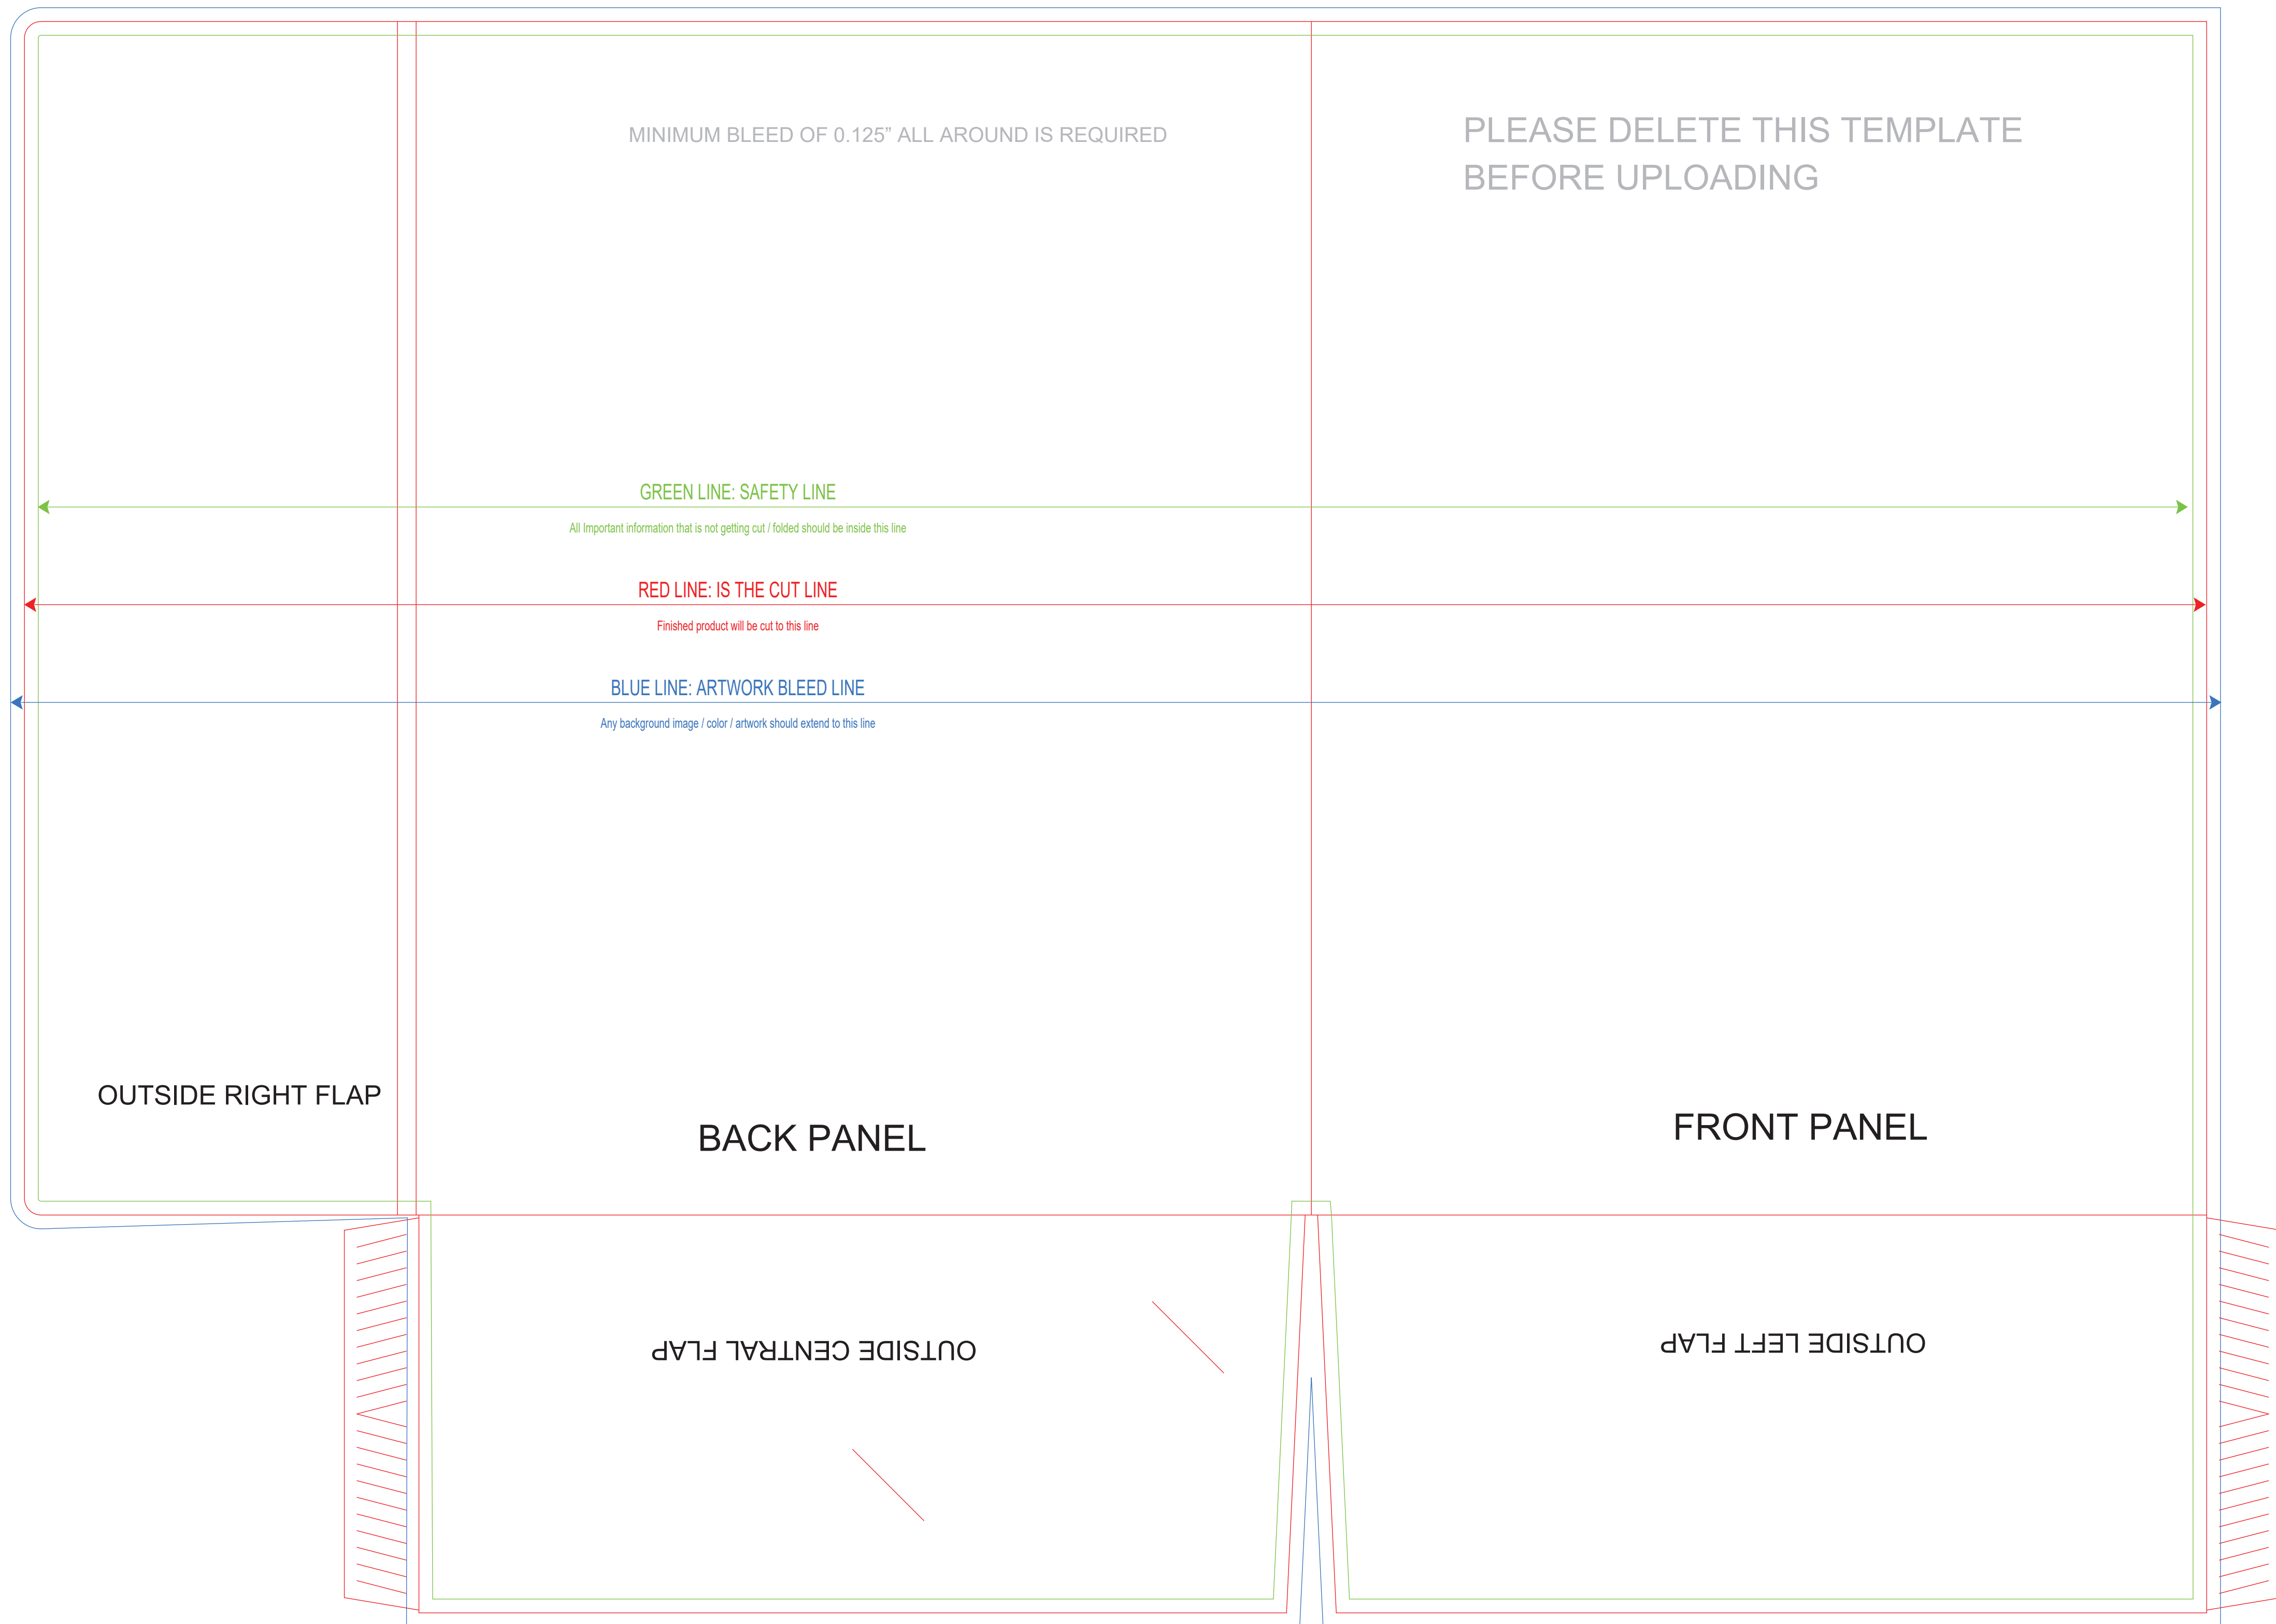 MINIMUM BLEED OF 0.125” ALL AROUND IS REQUIRED
PLEASE DELETE THIS TEMPLATE
BEFORE UPLOADING
GREEN LINE: SAFETY LINE
All Important information that is not getting cut / folded should be inside this line
RED LINE: IS THE CUT LINE
Finished product will be cut to this line
BLUE LINE: ARTWORK BLEED LINE
Any background image / color / artwork should extend to this line
OUTSIDE RIGHT FLAP
BACK PANEL
FRONT PANEL
OUTSIDE CENTRAL FLAP
OUTSIDE LEFT FLAP